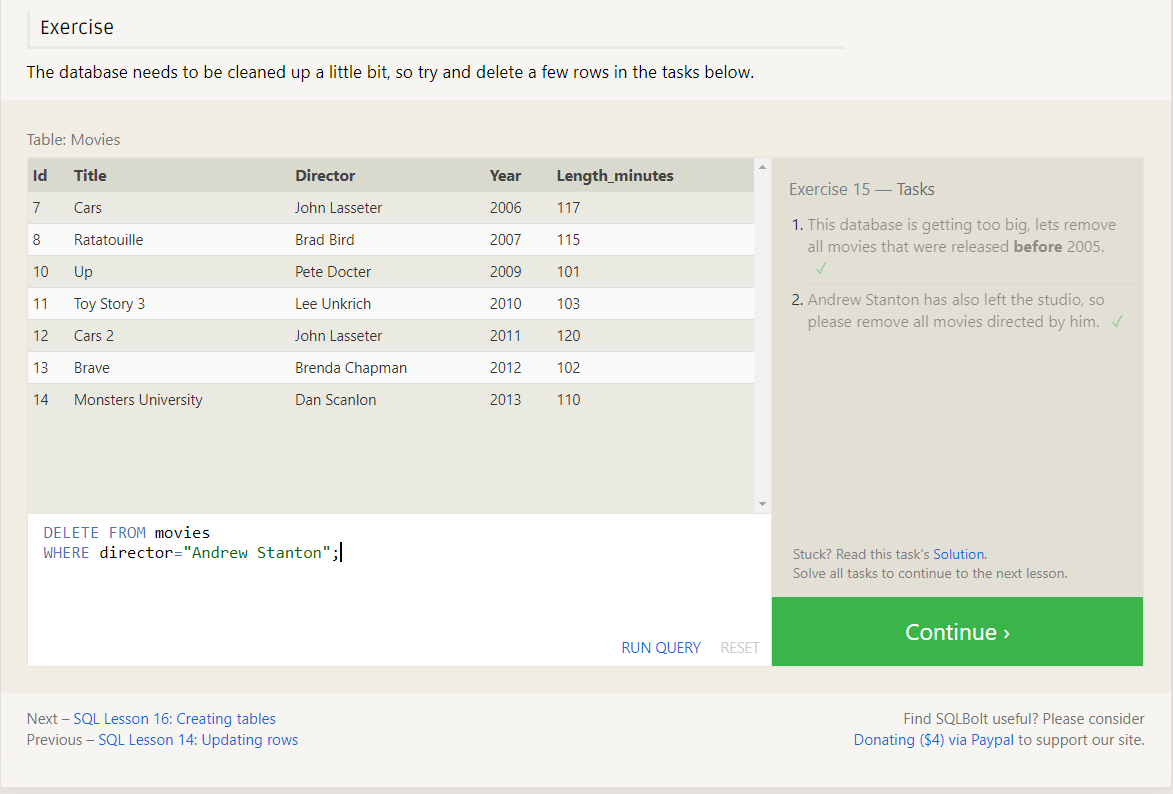 Exercise
The database needs to be cleaned up a little bit, so try and delete a few rows in the tasks below.
Table: Movies
Id Title Director Year Length_minutes
7 Cars John Lasseter 2006 117
8 Ratatouille Brad Bird 2007 115
10 Up Pete Docter 2009 101
11 Toy Story 3 Lee Unkrich 2010 103
12 Cars 2 John Lasseter 2011 120
13 Brave Brenda Chapman 2012 102
14 Monsters University Dan Scanlon 2013 110
DELETE FROM movies
WHERE director="Andrew Stanton";
RUN QUERY RESET
Exercise 15 — Tasks
1. This database is getting too big, lets remove
all movies that were released before 2005.
✓
2. Andrew Stanton has also left the studio, so
please remove all movies directed by him. ✓
Stuck? Read this task's Solution.
Solve all tasks to continue to the next lesson.
Continue ›
Next – SQL Lesson 16: Creating tables
Previous – SQL Lesson 14: Updating rows
Find SQLBolt useful? Please consider
Donating ($4) via Paypal to support our site.